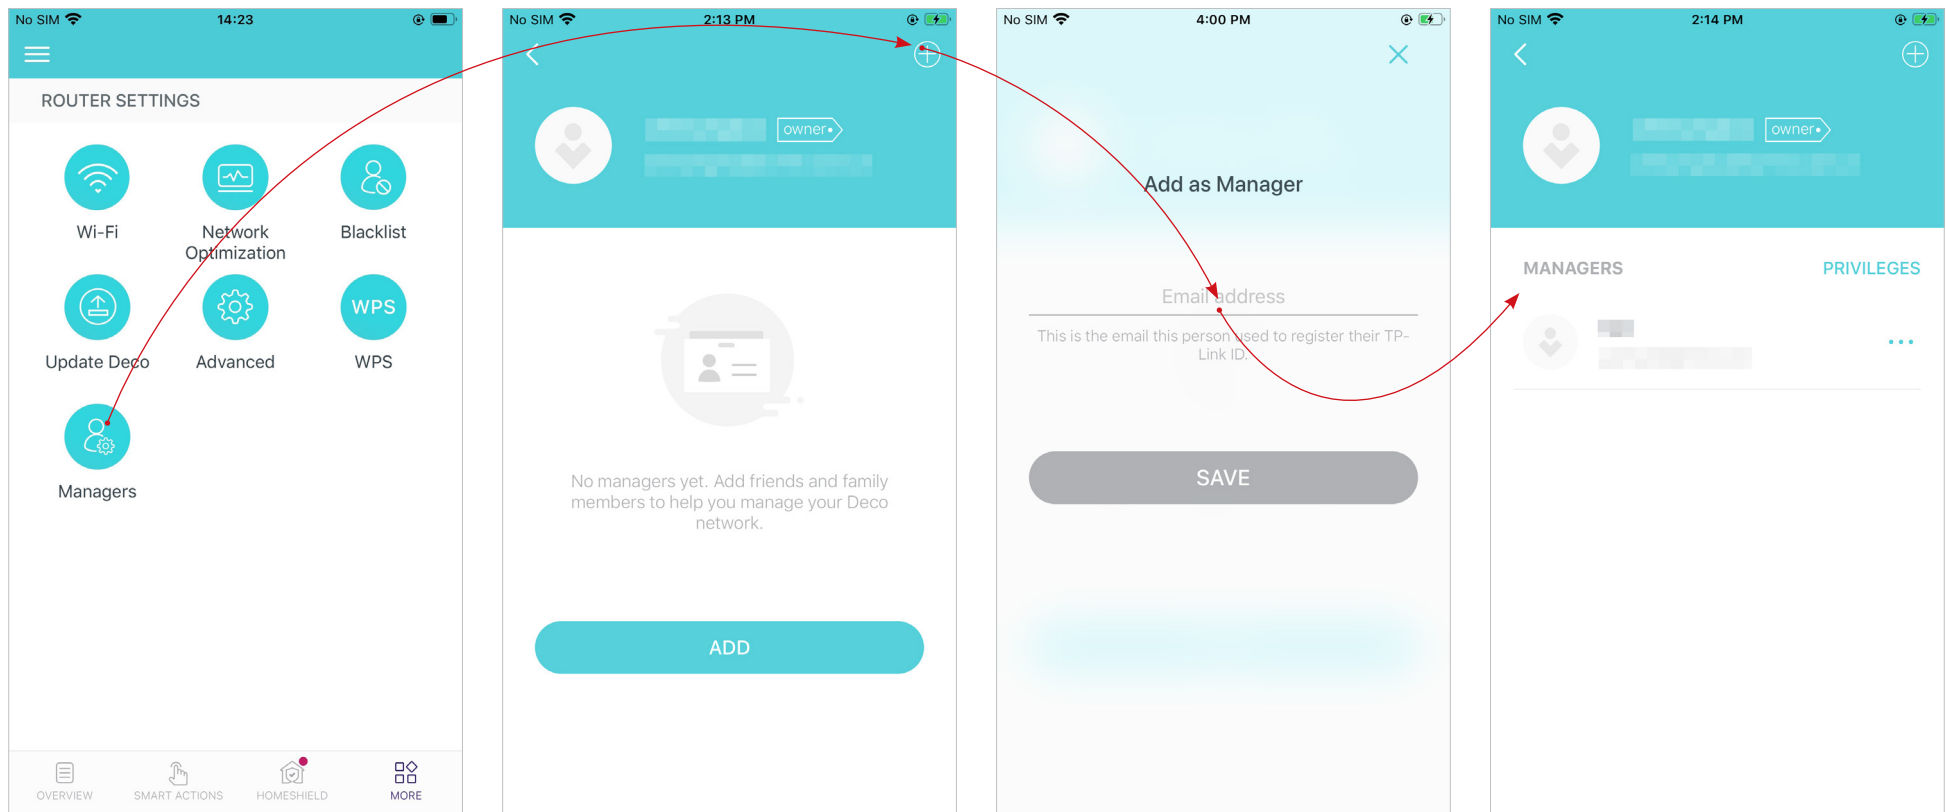 No SIM
14:23
ROUTER SETTINGS
Wi-Fi
Network
Optimization
Blacklist
Update Deco
Advanced
WPS
WPS
Managers
OVERVIEW
SMART ACTIONS
HOMESHIELD
MORE
No SIM
2:13 PM
owner
No managers yet. Add friends and family
members to help you manage your Deco
network.
ADD
No SIM
4:00 PM
Add as Manager
Email address
This is the email this person used to register their TP-
Link ID.
SAVE
No SIM
2:14 PM
owner
MANAGERS
PRIVILEGES